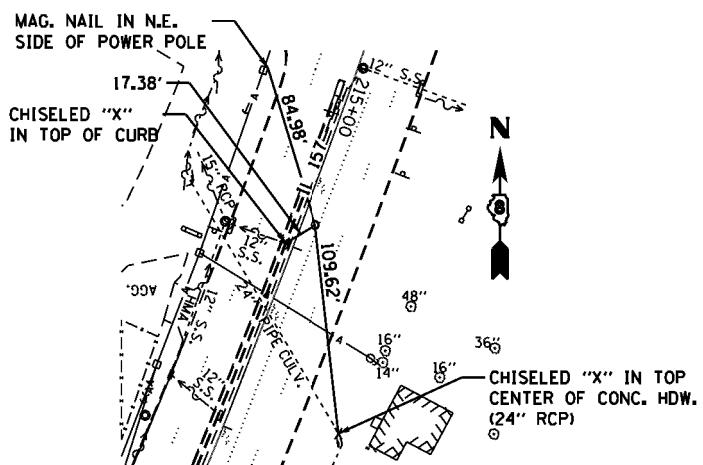 MAG. NAIL IN N.E.
SIDE OF POWER POLE
17.38'
CHISELED "X"
IN TOP OF CURB
84.98'
12" S.S.
215+00
157
N
8
15" RCP
12"
S.S.
109.62'
24" PIPE CULV.
AGG.
HMA
12" S.S.
12"
S.S.
48"
36"
16"
14"
16"
CHISELED "X" IN TOP
CENTER OF CONC. HDW.
(24" RCP)